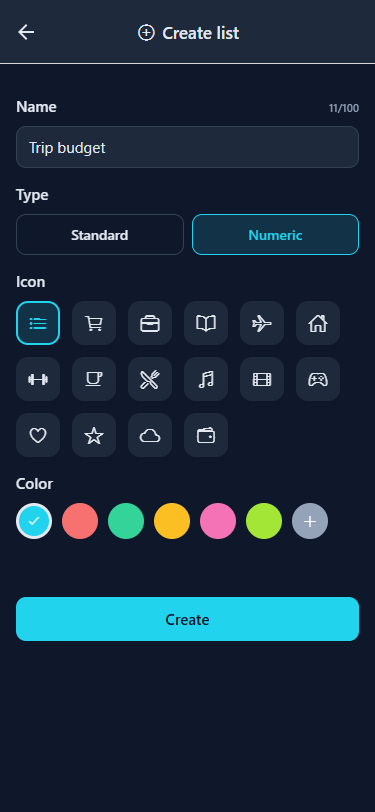 Create list
Name 11/100
Trip budget
Type
Standard Numeric
Icon
Color
Create